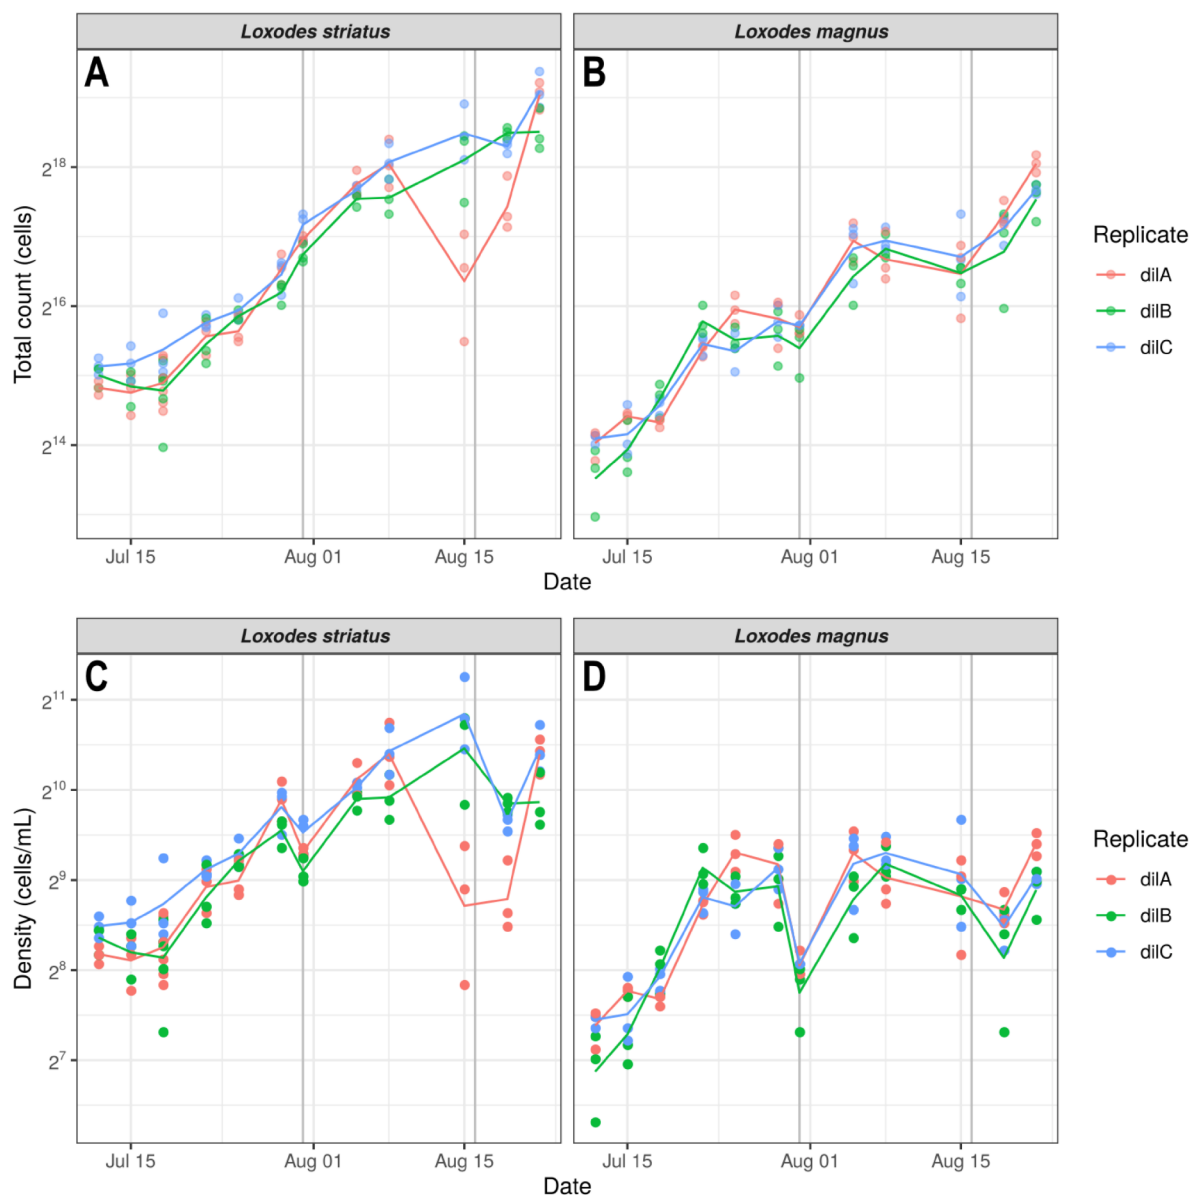 Loxodes striatus Loxodes magnus
A B
2^18
2^16
2^14
Total count (cells)
Jul 15 Aug 01 Aug 15 Jul 15 Aug 01 Aug 15
Date
Replicate
dilA
dilB
dilC
Loxodes striatus Loxodes magnus
C D
2^11
2^10
2^9
2^8
2^7
Density (cells/mL)
Jul 15 Aug 01 Aug 15 Jul 15 Aug 01 Aug 15
Date
Replicate
dilA
dilB
dilC